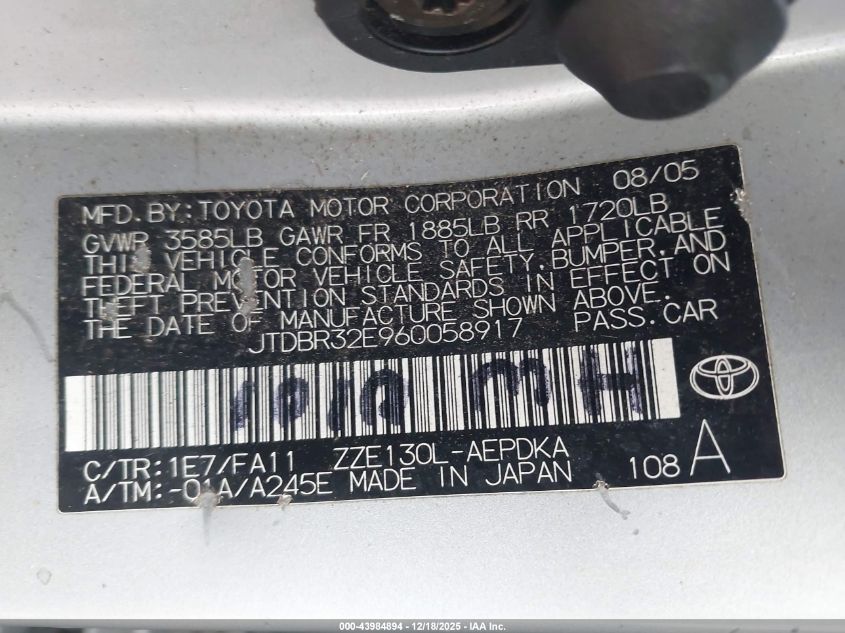 MFD. BY: TOYOTA MOTOR CORPORATION 08/05
GVWR 3585LB GAWR FR 1885LB RR 1720LB
THIS VEHICLE CONFORMS TO ALL APPLICABLE
FEDERAL MOTOR VEHICLE SAFETY, BUMPER, AND
THEFT PREVENTION STANDARDS IN EFFECT ON
THE DATE OF MANUFACTURE SHOWN ABOVE.
JTDBR32E960058917 PASS. CAR
C/TR: 1E7/FA11 ZZE130L-AEPDKA
A/TM: -01A/A245E MADE IN JAPAN 108 A
000-43984894 - 12/18/2025 - IAA Inc.